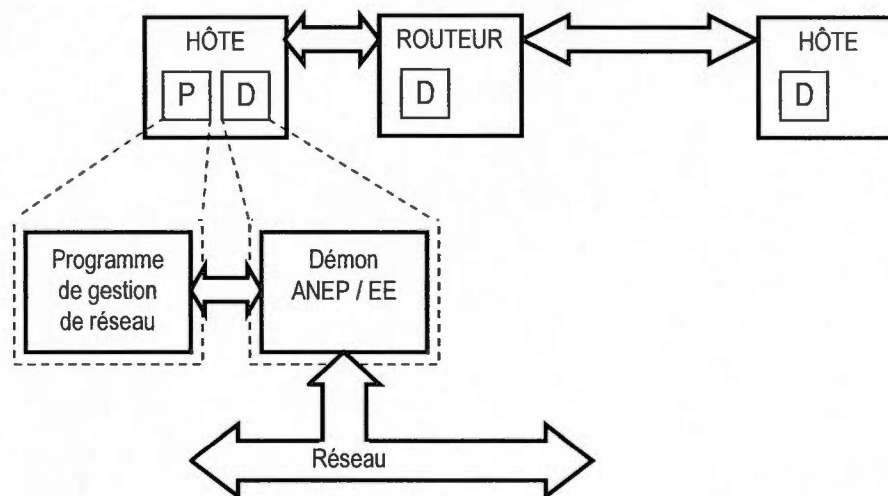 HÔTE
ROUTEUR
HÔTE
P
D
D
D
Programme
de gestion
de réseau
Démon
ANEP / EE
Réseau